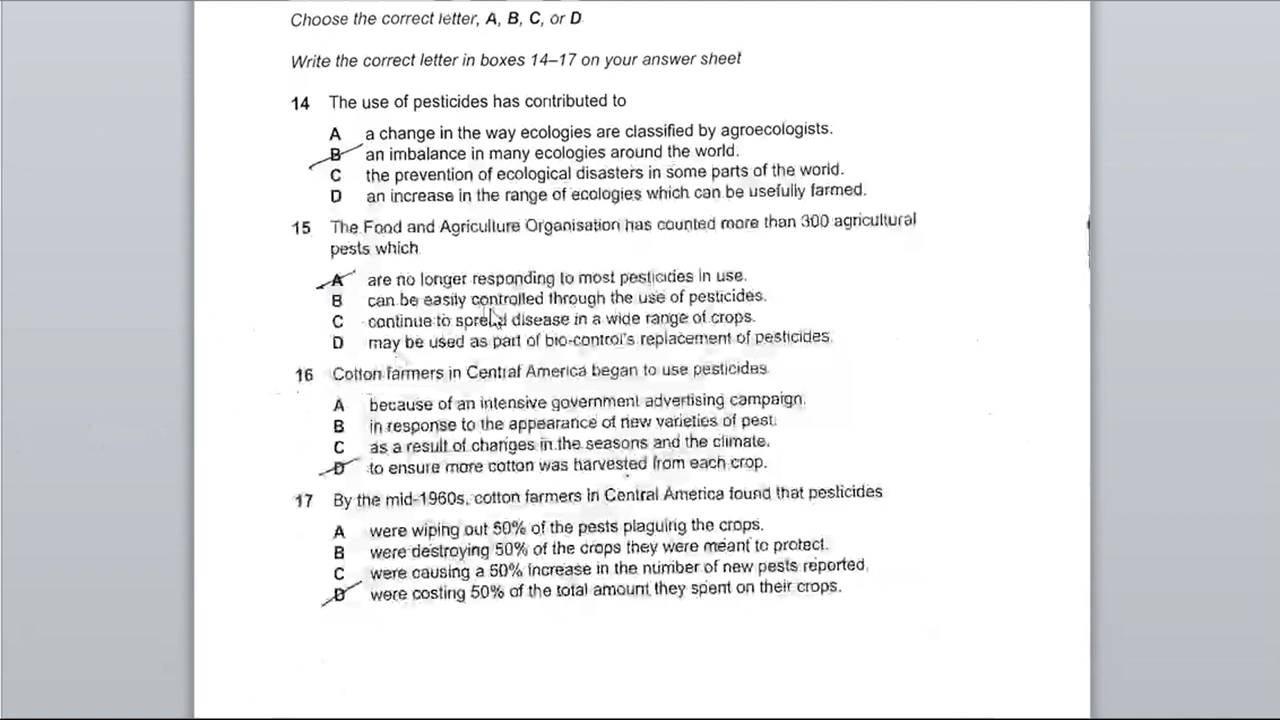 Choose the correct letter, A, B, C, or D.
Write the correct letter in boxes 14–17 on your answer sheet
14 The use of pesticides has contributed to
A a change in the way ecologies are classified by agroecologists.
B an imbalance in many ecologies around the world.
C the prevention of ecological disasters in some parts of the world.
D an increase in the range of ecologies which can be usefully farmed.
15 The Food and Agriculture Organisation has counted more than 300 agricultural
pests which
A are no longer responding to most pesticides in use.
B can be easily controlled through the use of pesticides.
C continue to spread disease in a wide range of crops.
D may be used as part of bio-control's replacement of pesticides.
16 Cotton farmers in Central America began to use pesticides
A because of an intensive government advertising campaign.
B in response to the appearance of new varieties of pest.
C as a result of changes in the seasons and the climate.
D to ensure more cotton was harvested from each crop.
17 By the mid-1960s, cotton farmers in Central America found that pesticides
A were wiping out 50% of the pests plaguing the crops.
B were destroying 50% of the crops they were meant to protect.
C were causing a 50% increase in the number of new pests reported.
D were costing 50% of the total amount they spent on their crops.